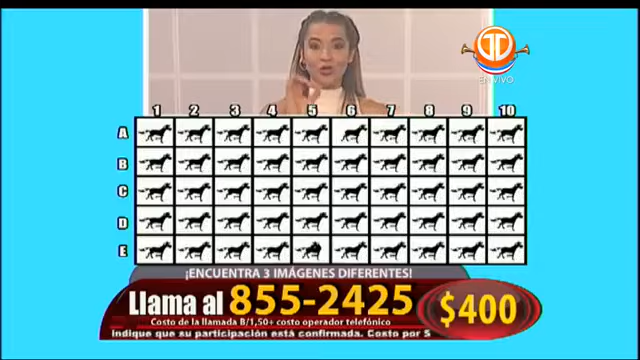 EN VIVO
1 2 3 4 5 6 7 8 9 10
A
B
C
D
E
¡ENCUENTRA 3 IMÁGENES DIFERENTES!
Llama al 855-2425
$400
Costo de la llamada B/1,50+ costo operador telefónico
Indique que su participación está confirmada. Costo por S